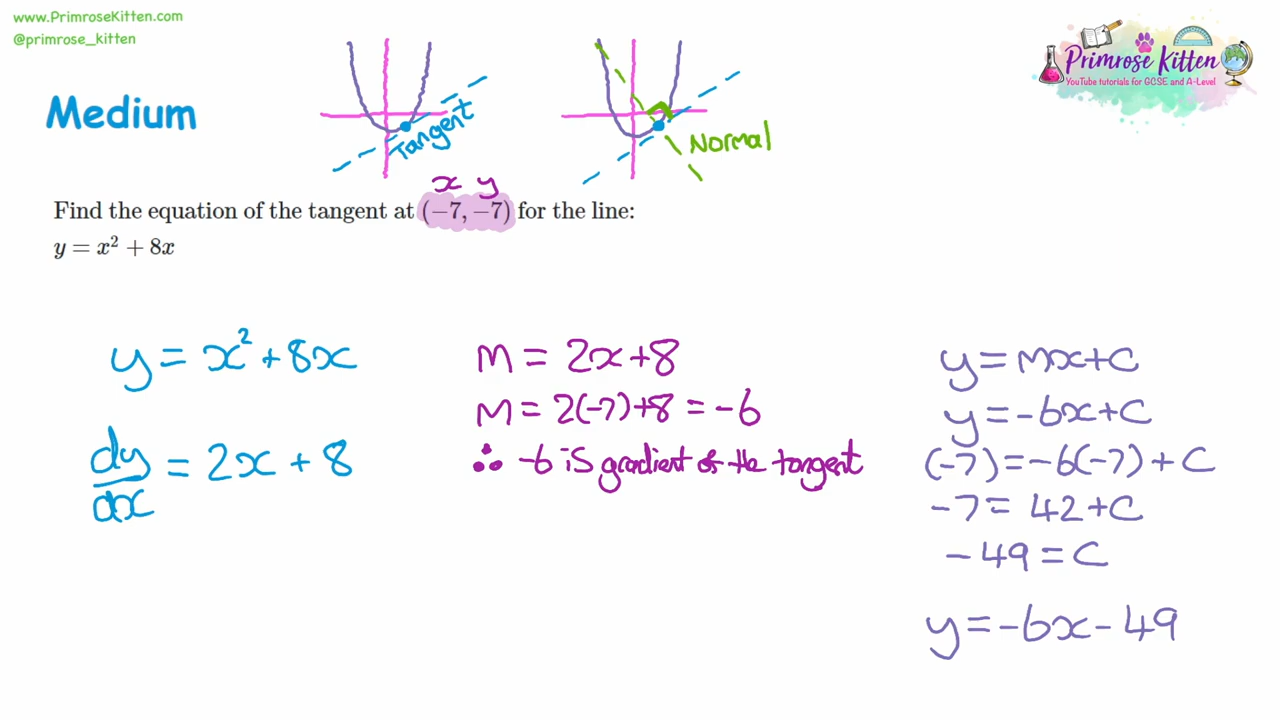 www.PrimroseKitten.com
@primrose_kitten
Primrose Kitten
YouTube tutorials for GCSE and A-Level
Medium
Tangent
Normal
x y
Find the equation of the tangent at (−7, −7) for the line:
y = x² + 8x
y = x² + 8x
dy/dx = 2x + 8
M = 2x+8
M = 2(-7)+8 = -6
∴ -6 is gradient of the tangent
y = mx+c
y = -6x+c
(-7) = -6(-7) + c
-7 = 42+c
-49 = c
y = -6x - 49